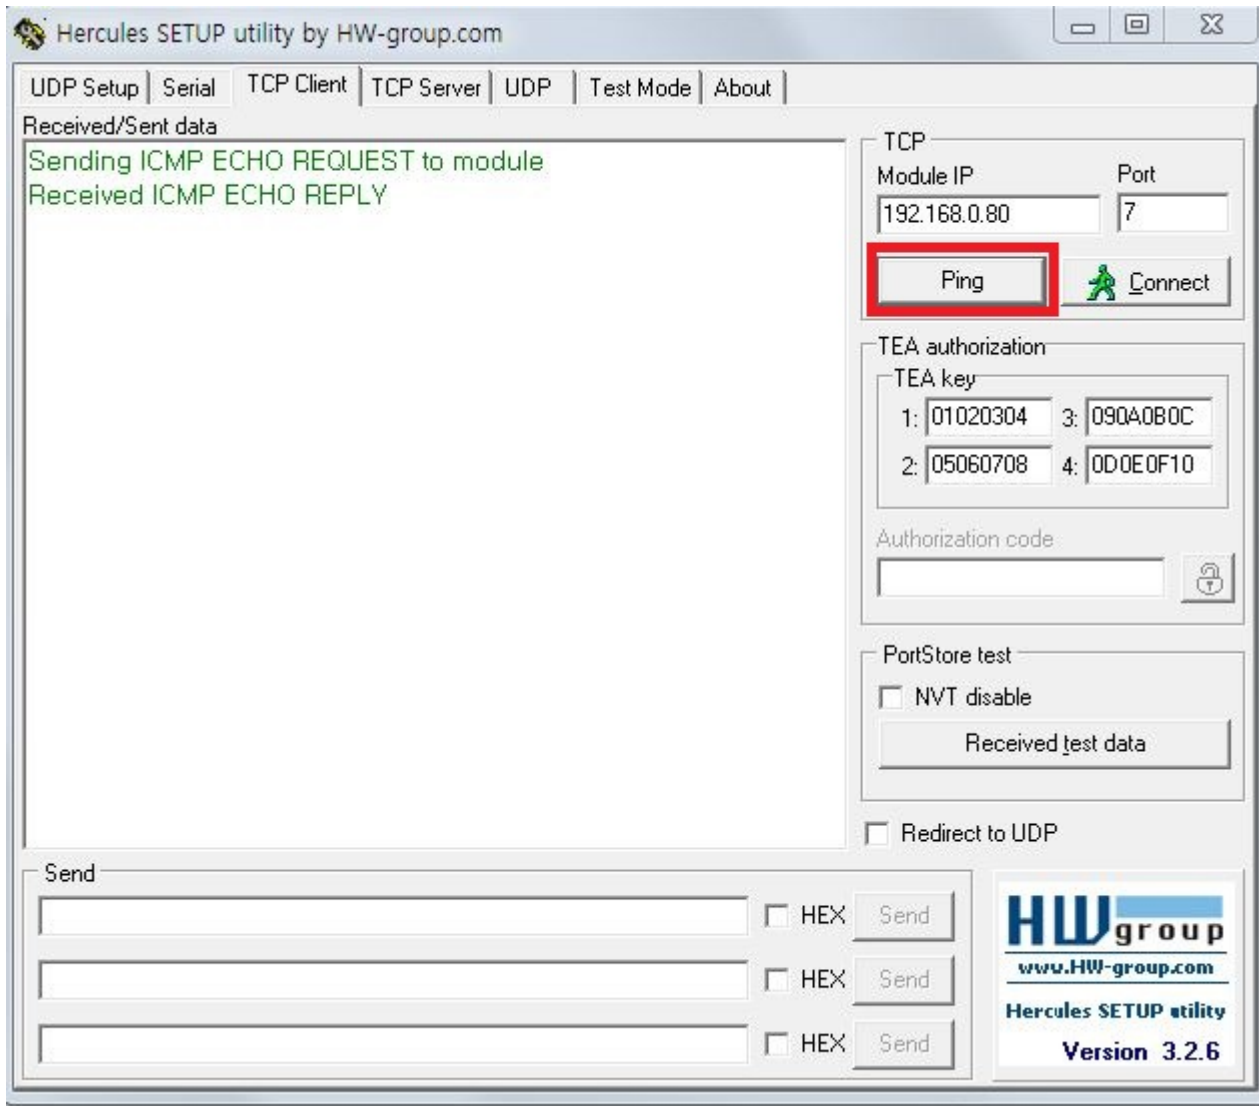 Hercules SETUP utility by HW-group.com
UDP Setup Serial TCP Client TCP Server UDP Test Mode About
Received/Sent data
Sending ICMP ECHO REQUEST to module
Received ICMP ECHO REPLY
TCP
Module IP Port
192.168.0.80 7
Ping Connect
TEA authorization
TEA key
1: 01020304 3: 090A0B0C
2: 05060708 4: 0D0E0F10
Authorization code
PortStore test
NVT disable
Received test data
Redirect to UDP
Send
HEX Send
HEX Send
HEX Send
HW group
www.HW-group.com
Hercules SETUP utility
Version 3.2.6